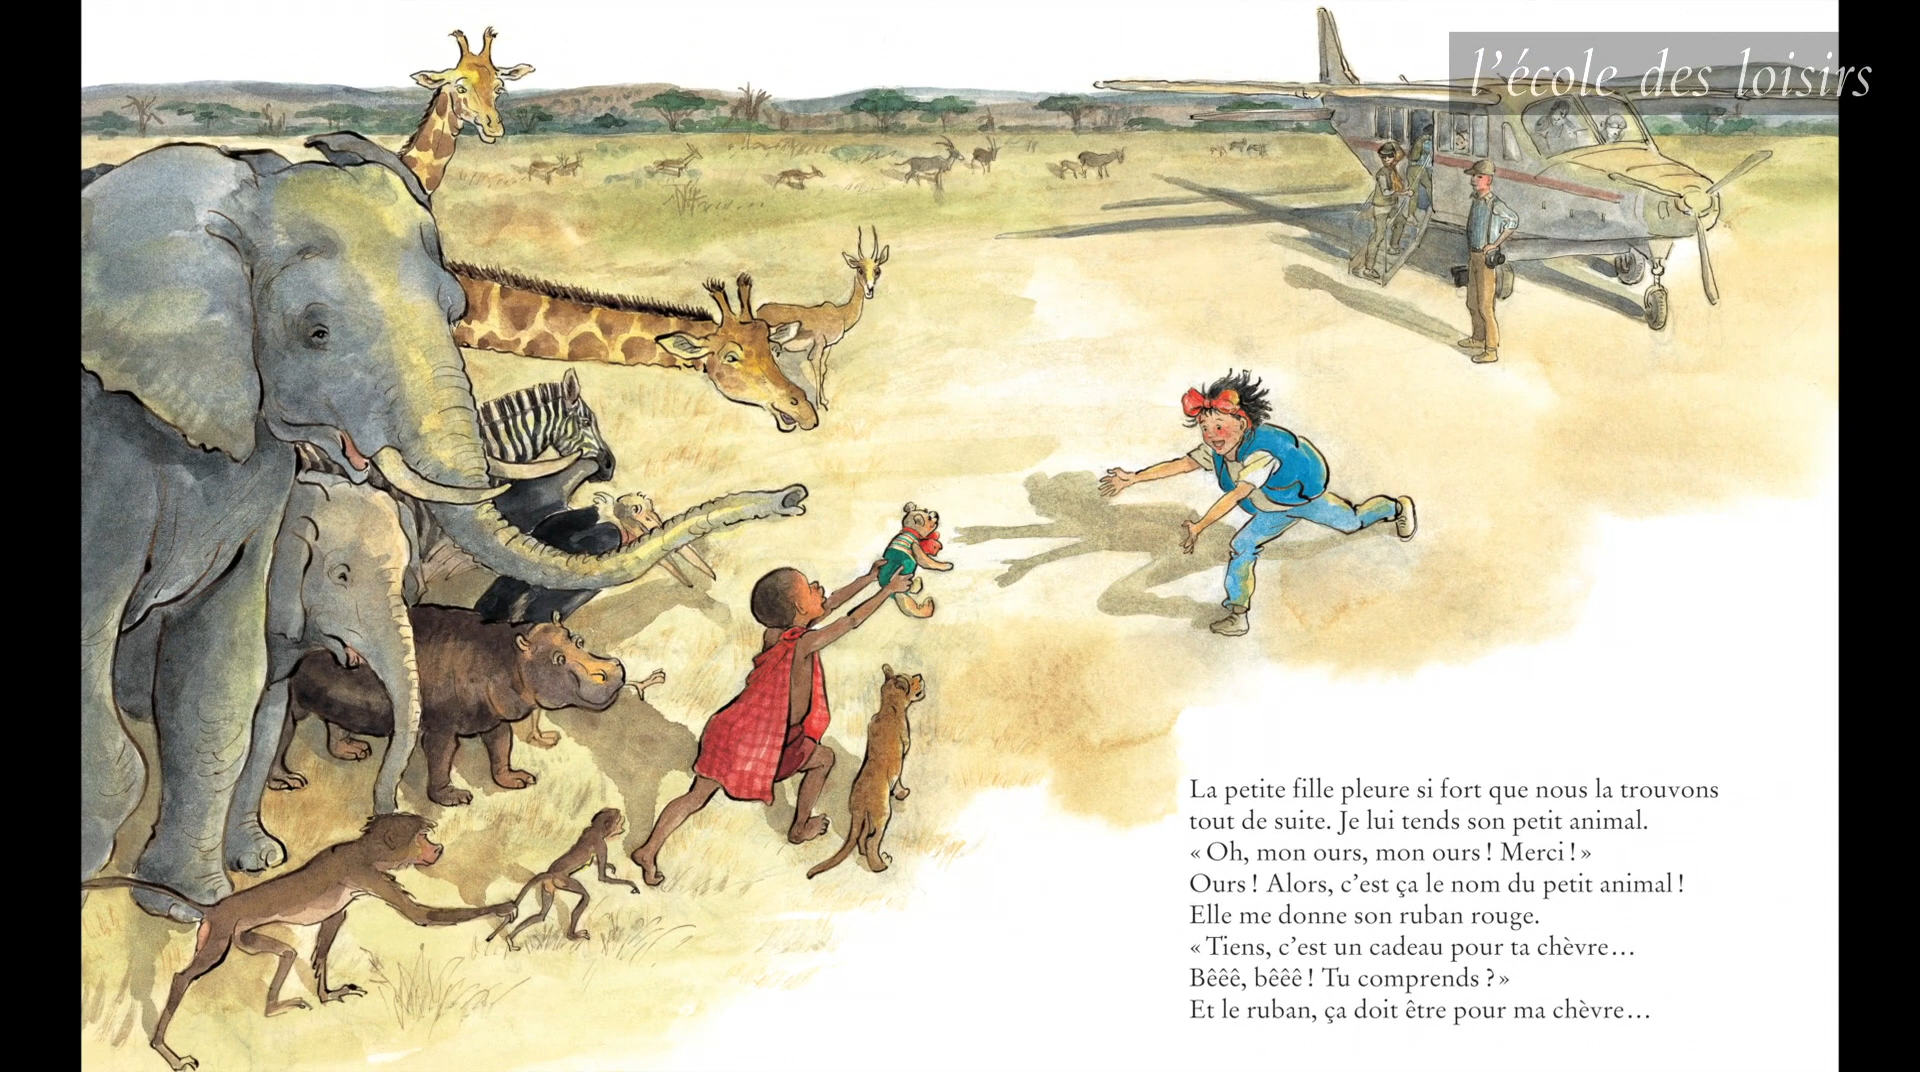 l'école des loisirs
La petite fille pleure si fort que nous la trouvons
tout de suite. Je lui tends son petit animal.
« Oh, mon ours, mon ours ! Merci ! »
Ours ! Alors, c'est ça le nom du petit animal !
Elle me donne son ruban rouge.
« Tiens, c'est un cadeau pour ta chèvre…
Bêêê, bêêê ! Tu comprends ? »
Et le ruban, ça doit être pour ma chèvre…